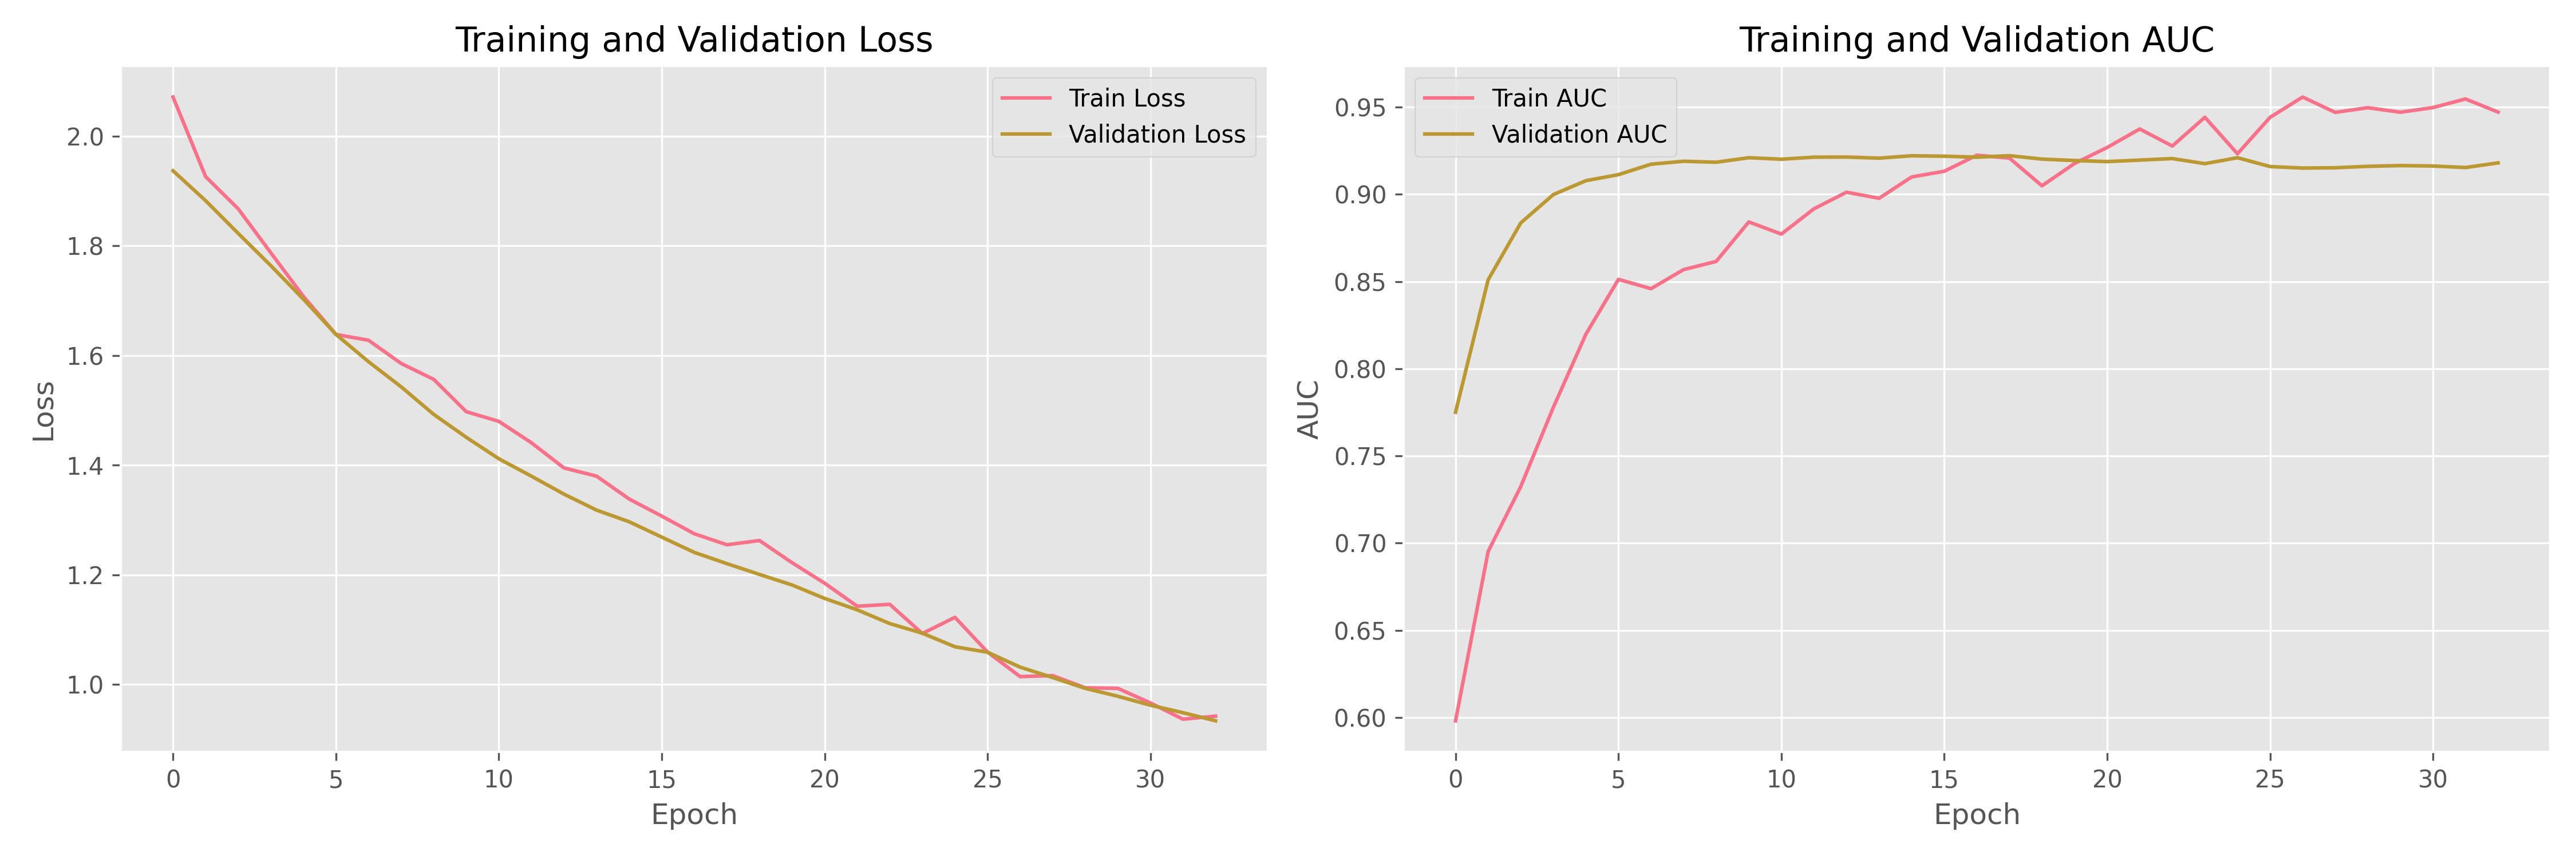 Training and Validation Loss
Train Loss
Validation Loss
2.0
1.8
1.6
1.4
1.2
1.0
Loss
0 5 10 15 20 25 30
Epoch
Training and Validation AUC
Train AUC
Validation AUC
0.95
0.90
0.85
0.80
0.75
0.70
0.65
0.60
AUC
0 5 10 15 20 25 30
Epoch